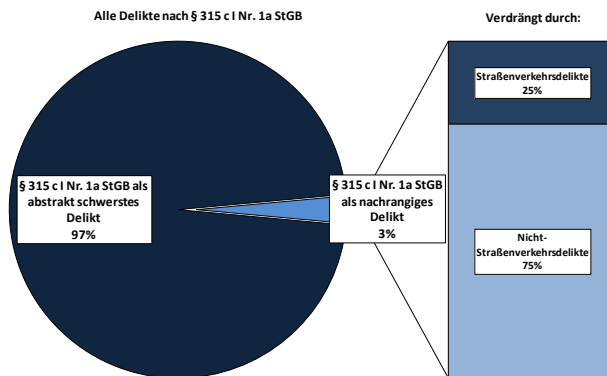 Alle Delikte nach § 315 c I Nr. 1a StGB
Verdrängt durch:
§ 315 c I Nr. 1a StGB als
abstrakt schwerstes
Delikt
97%
§ 315 c I Nr. 1a StGB
als nachrangiges
Delikt
3%
Straßenverkehrsdelikte
25%
Nicht-
Straßenverkehrsdelikte
75%